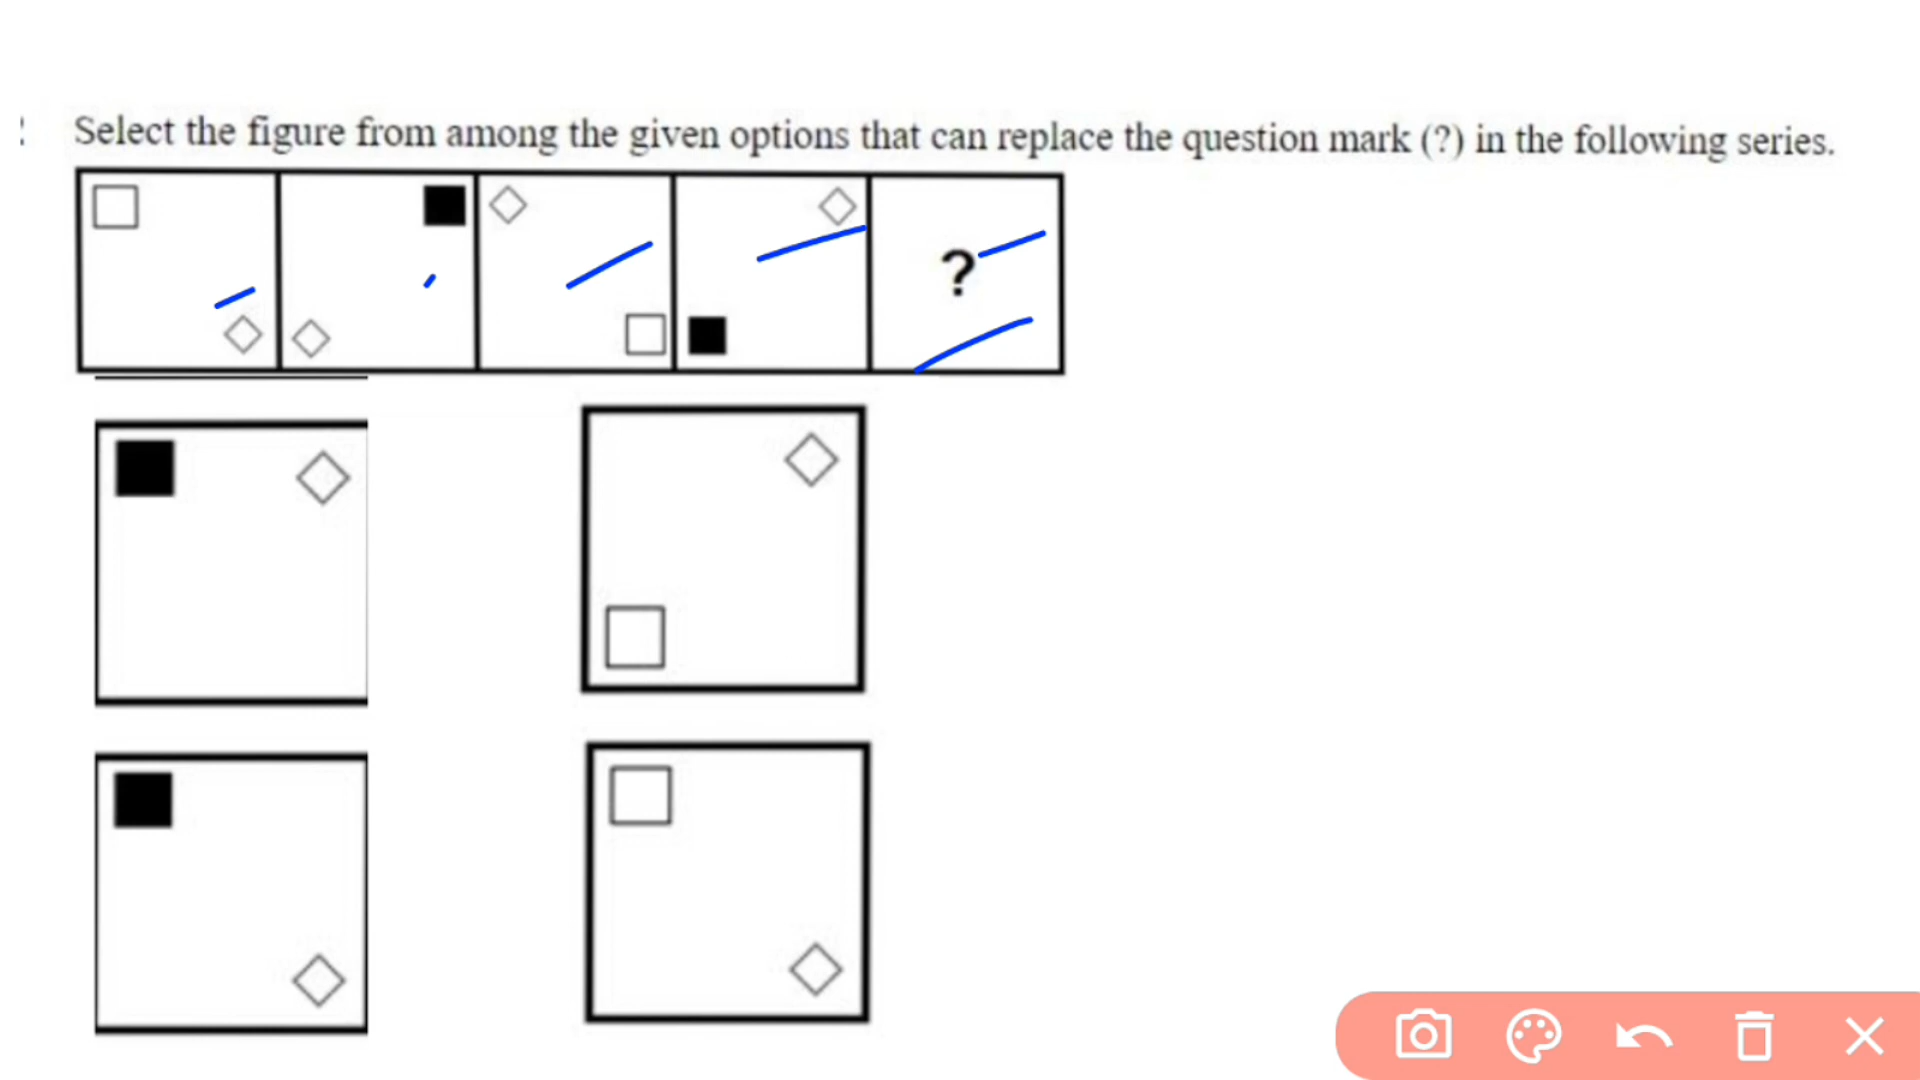 Select the figure from among the given options that can replace the question mark (?) in the following series.
?